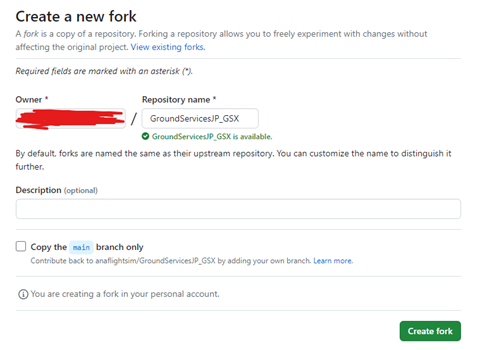 Create a new fork
A fork is a copy of a repository. Forking a repository allows you to freely experiment with changes without
affecting the original project. View existing forks.
Required fields are marked with an asterisk (*).
Owner * Repository name *
/ GroundServicesJP_GSX
GroundServicesJP_GSX is available.
By default, forks are named the same as their upstream repository. You can customize the name to distinguish it
further.
Description (optional)
Copy the main branch only
Contribute back to anaflightsim/GroundServicesJP_GSX by adding your own branch. Learn more.
You are creating a fork in your personal account.
Create fork